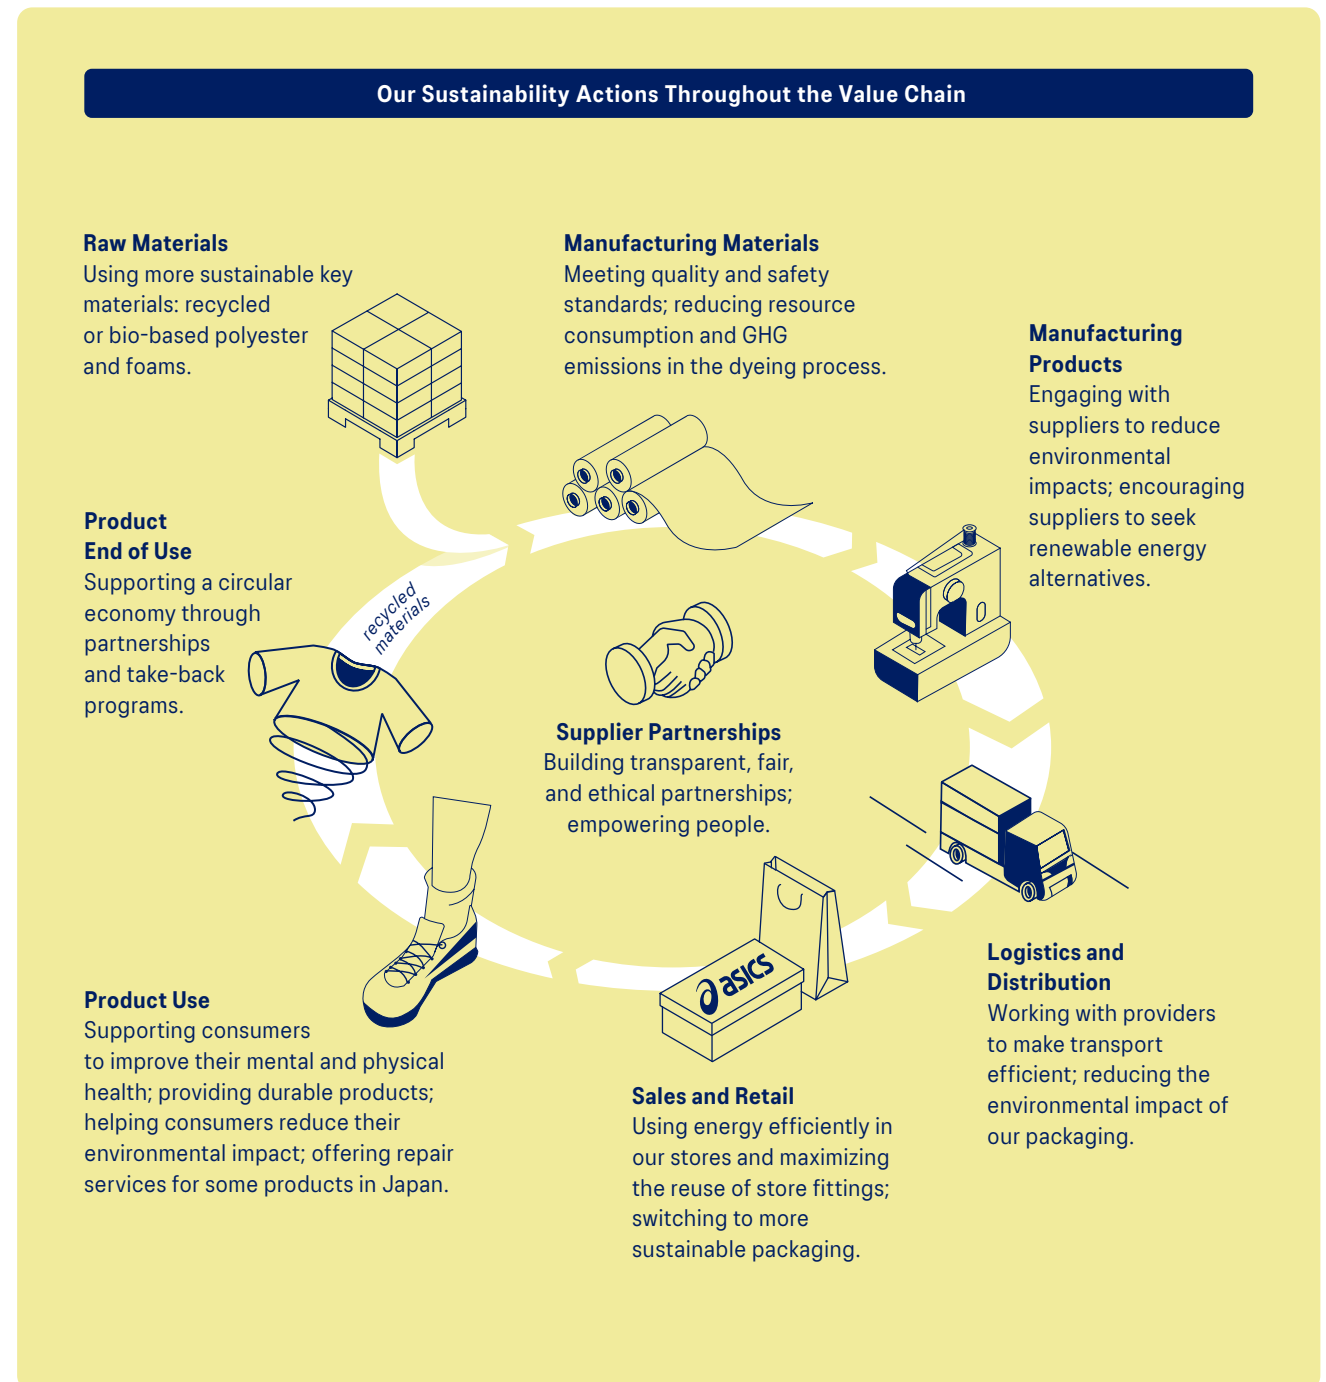 Our Sustainability Actions Throughout the Value Chain
Raw Materials
Using more sustainable key
materials: recycled
or bio-based polyester
and foams.
Manufacturing Materials
Meeting quality and safety
standards; reducing resource
consumption and GHG
emissions in the dyeing process.
Manufacturing
Products
Engaging with
suppliers to reduce
environmental
impacts; encouraging
suppliers to seek
renewable energy
alternatives.
Product
End of Use
Supporting a circular
economy through
partnerships
and take-back
programs.
recycled
materials
Supplier Partnerships
Building transparent, fair,
and ethical partnerships;
empowering people.
Logistics and
Distribution
Working with providers
to make transport
efficient; reducing the
environmental impact of
our packaging.
asics
Sales and Retail
Using energy efficiently in
our stores and maximizing
the reuse of store fittings;
switching to more
sustainable packaging.
Product Use
Supporting consumers
to improve their mental and physical
health; providing durable products;
helping consumers reduce their
environmental impact; offering repair
services for some products in Japan.